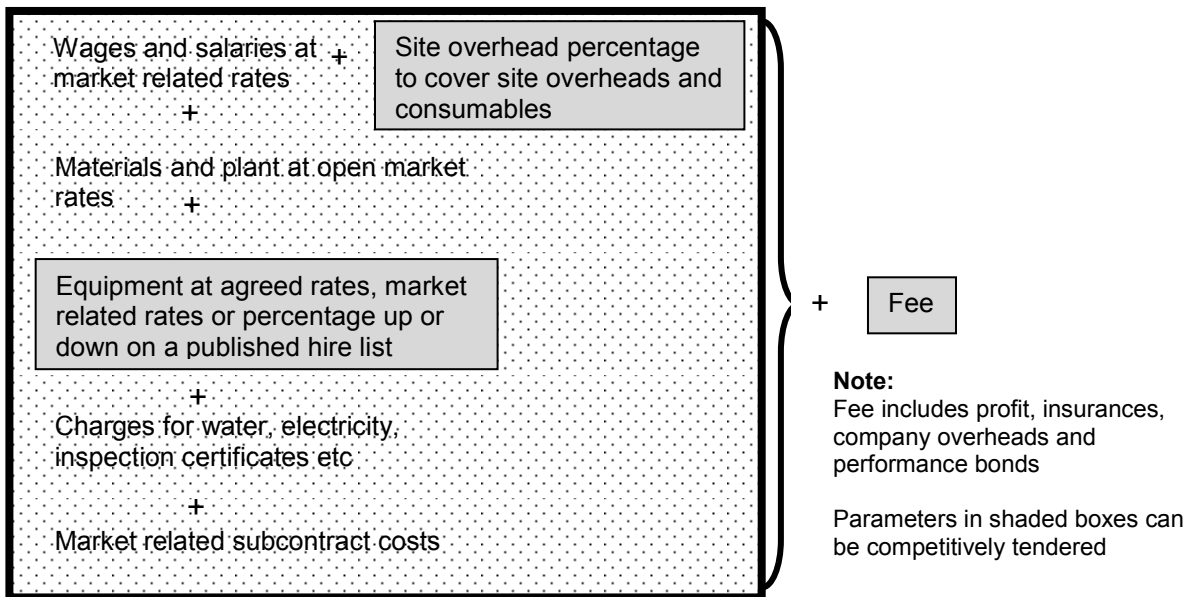 Wages and salaries at
market related rates
+
Site overhead percentage
to cover site overheads and
consumables
+
Materials and plant at open market
rates
+
Equipment at agreed rates, market
related rates or percentage up or
down on a published hire list
+
Charges for water, electricity,
inspection certificates etc
+
Market related subcontract costs
+
Fee
Note:
Fee includes profit, insurances,
company overheads and
performance bonds
Parameters in shaded boxes can
be competitively tendered